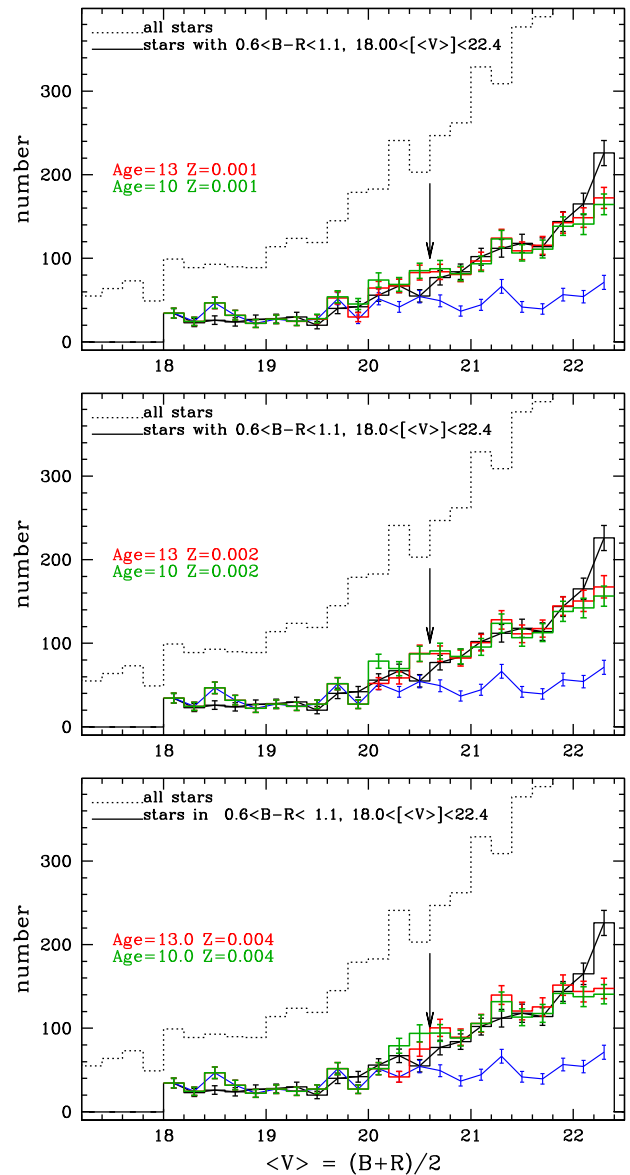 all stars
stars with 0.6<B-R<1.1, 18.00<[<V]<22.4
300
200
100
0
number
Age=13 Z=0.001
Age=10 Z=0.001
18 19 20 21 22
all stars
stars with 0.6<B-R<1.1, 18.0<[<V]<22.4
300
200
100
0
number
Age=13 Z=0.002
Age=10 Z=0.002
18 19 20 21 22
all stars
stars in 0.6<B-R< 1.1, 18.0<[<V]<22.4
300
200
100
0
number
Age=13.0 Z=0.004
Age=10.0 Z=0.004
18 19 20 21 22
<V> = (B+R)/2